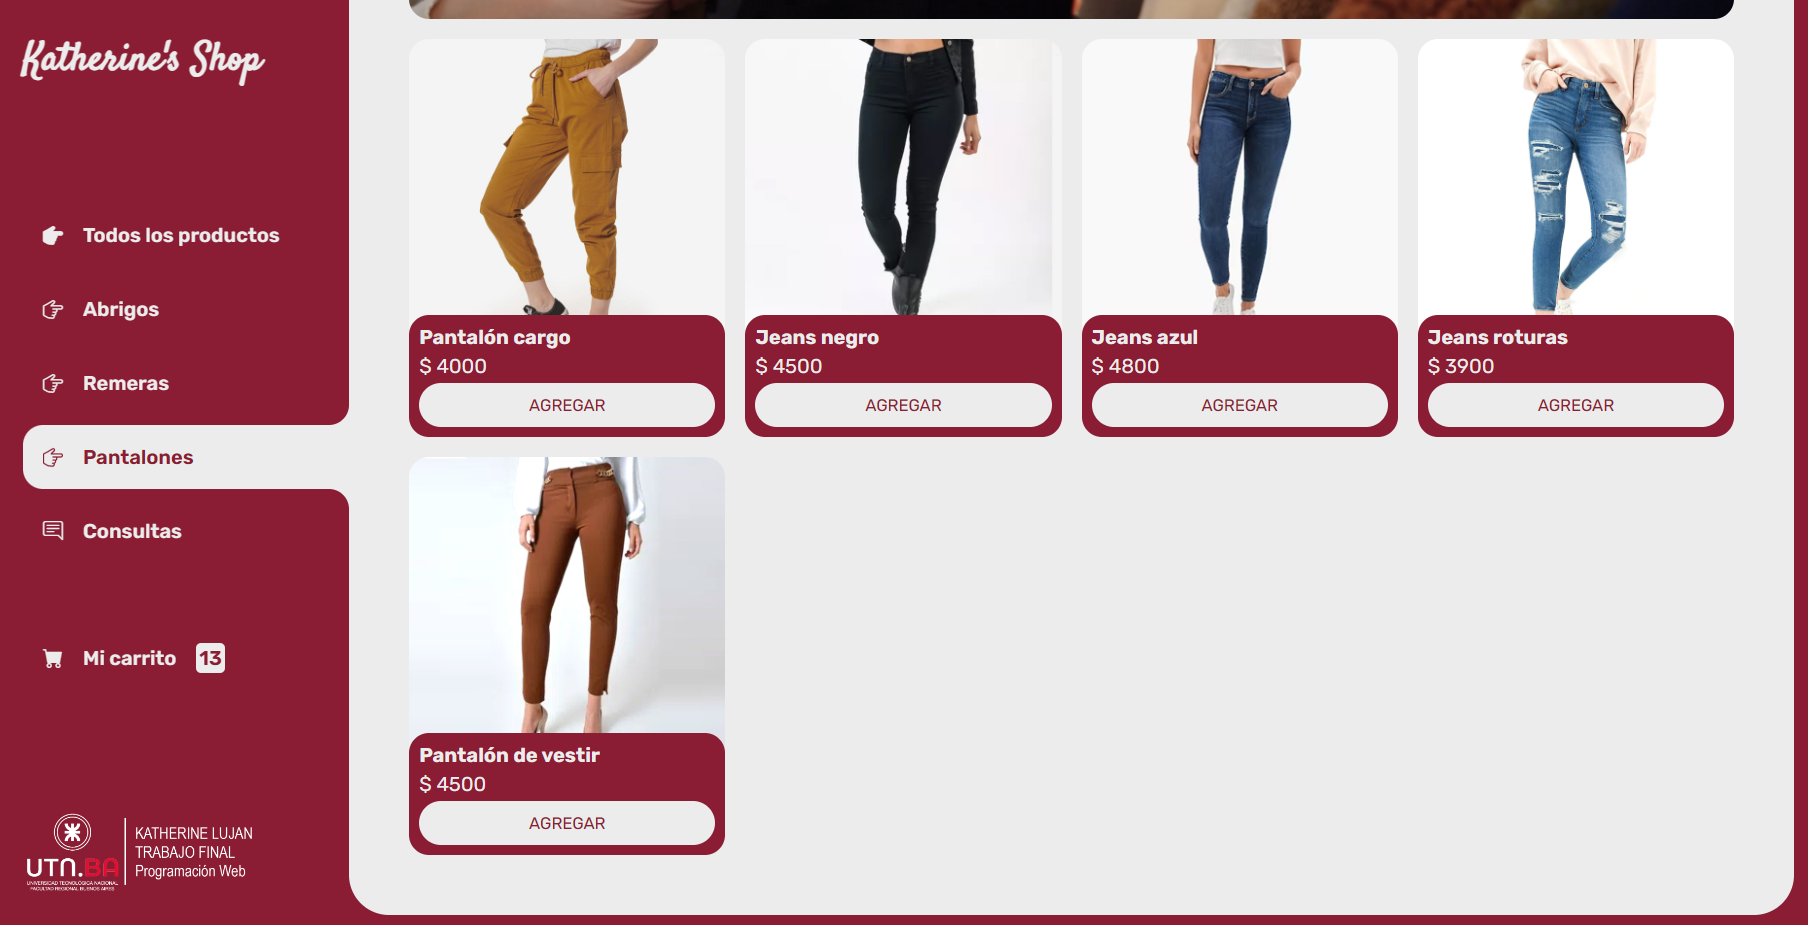 Katherine's Shop
Todos los productos
Abrigos
Remeras
Pantalones
Consultas
Mi carrito 13
UTN.BA
UNIVERSIDAD TECNOLÓGICA NACIONAL
FACULTAD REGIONAL BUENOS AIRES
KATHERINE LUJAN
TRABAJO FINAL
Programación Web
Pantalón cargo
$ 4000
AGREGAR
Jeans negro
$ 4500
AGREGAR
Jeans azul
$ 4800
AGREGAR
Jeans roturas
$ 3900
AGREGAR
Pantalón de vestir
$ 4500
AGREGAR